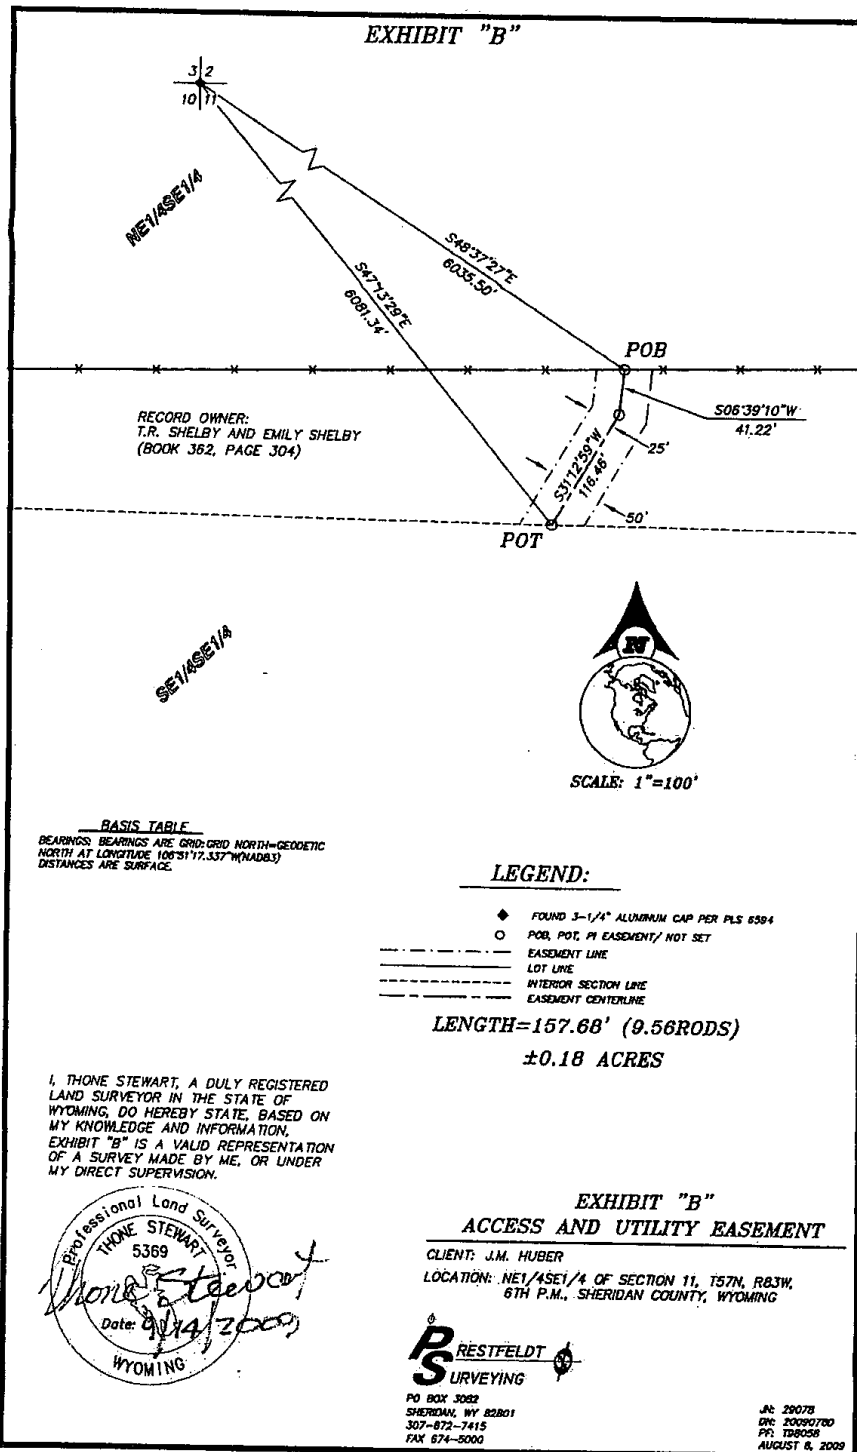 EXHIBIT "B"
3 2
10 11
NE1/4SE1/4
S48°37'27"E
6035.50'
S47°13'29"E
6081.34'
POB
RECORD OWNER:
T.R. SHELBY AND EMILY SHELBY
(BOOK 362, PAGE 304)
S06°39'10"W
41.22'
S31°12'59"W
116.46'
25'
50'
POT
SE1/4SE1/4
N
SCALE: 1"=100'
BASIS TABLE
BEARINGS: BEARINGS ARE GRID: GRID NORTH=GEODETIC
NORTH AT LONGITUDE 106°51'17.337"W(NAD83)
DISTANCES ARE SURFACE.
LEGEND:
FOUND 3-1/4" ALUMINUM CAP PER PLS 6594
POB, POT, PI EASEMENT/ NOT SET
EASEMENT LINE
LOT LINE
INTERIOR SECTION LINE
EASEMENT CENTERLINE
LENGTH=157.68' (9.56RODS)
±0.18 ACRES
I, THONE STEWART, A DULY REGISTERED
LAND SURVEYOR IN THE STATE OF
WYOMING, DO HEREBY STATE, BASED ON
MY KNOWLEDGE AND INFORMATION,
EXHIBIT "B" IS A VALID REPRESENTATION
OF A SURVEY MADE BY ME, OR UNDER
MY DIRECT SUPERVISION.
Professional Land Surveyor
THONE STEWART
5369
Thone Stewart
Date: 9/14/2009
WYOMING
EXHIBIT "B"
ACCESS AND UTILITY EASEMENT
CLIENT: J.M. HUBER
LOCATION: NE1/4SE1/4 OF SECTION 11, T57N, R83W,
6TH P.M., SHERIDAN COUNTY, WYOMING
PRESTFELDT
SURVEYING
PO BOX 3082
SHERIDAN, WY 82801
307-672-7415
FAX 674-5000
JN: 29078
DN: 20090780
PF: T98058
AUGUST 6, 2009